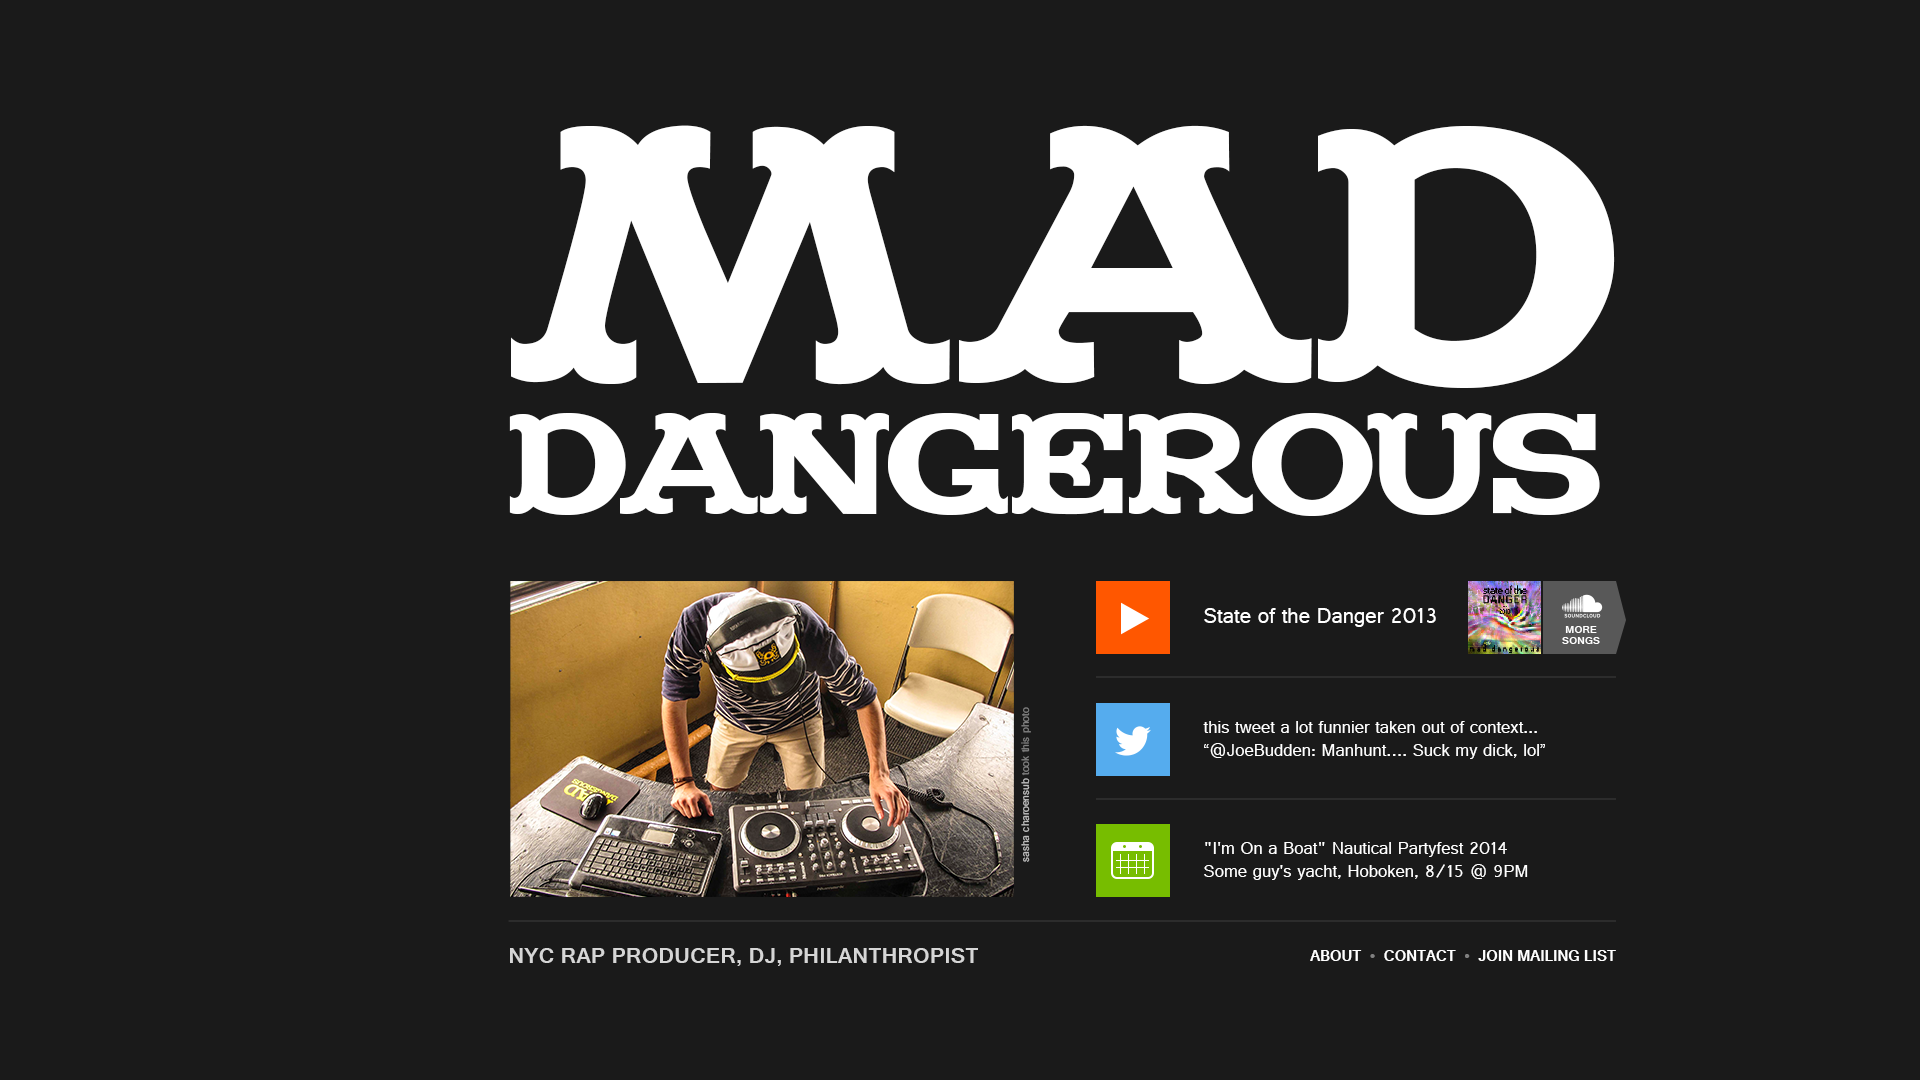 MAD
DANGEROUS
MAD
DANGEROUS
sasha charoensub took this photo
State of the Danger 2013
state of the
DANGER
mad dangerous
SOUNDCLOUD
MORE
SONGS
this tweet a lot funnier taken out of context...
“@JoeBudden: Manhunt.... Suck my dick, lol”
"I'm On a Boat" Nautical Partyfest 2014
Some guy's yacht, Hoboken, 8/15 @ 9PM
NYC RAP PRODUCER, DJ, PHILANTHROPIST
ABOUT • CONTACT • JOIN MAILING LIST